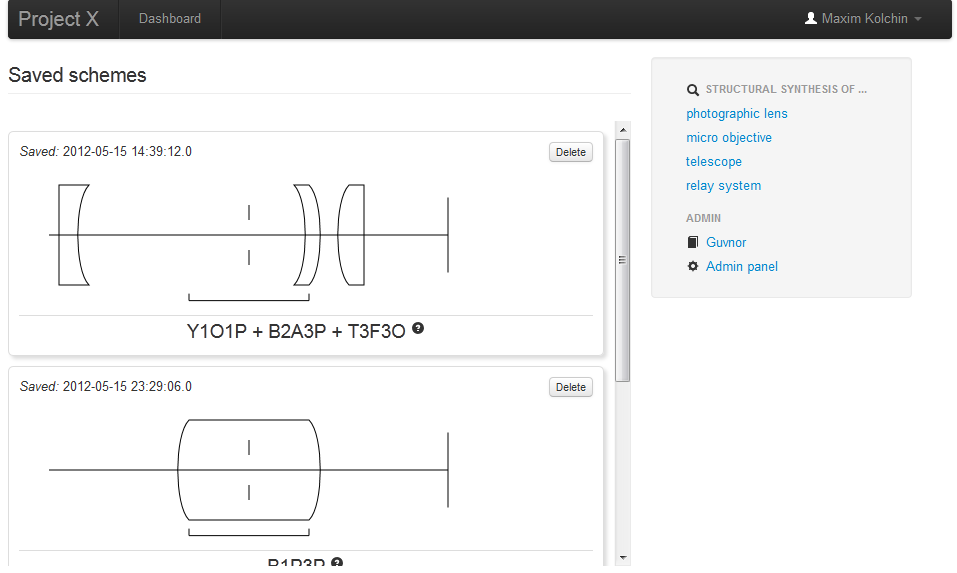 Project X Dashboard Maxim Kolchin
Saved schemes
Saved: 2012-05-15 14:39:12.0 Delete
Y1O1P + B2A3P + T3F3O
Saved: 2012-05-15 23:29:06.0 Delete
STRUCTURAL SYNTHESIS OF ...
photographic lens
micro objective
telescope
relay system
ADMIN
Guvnor
Admin panel